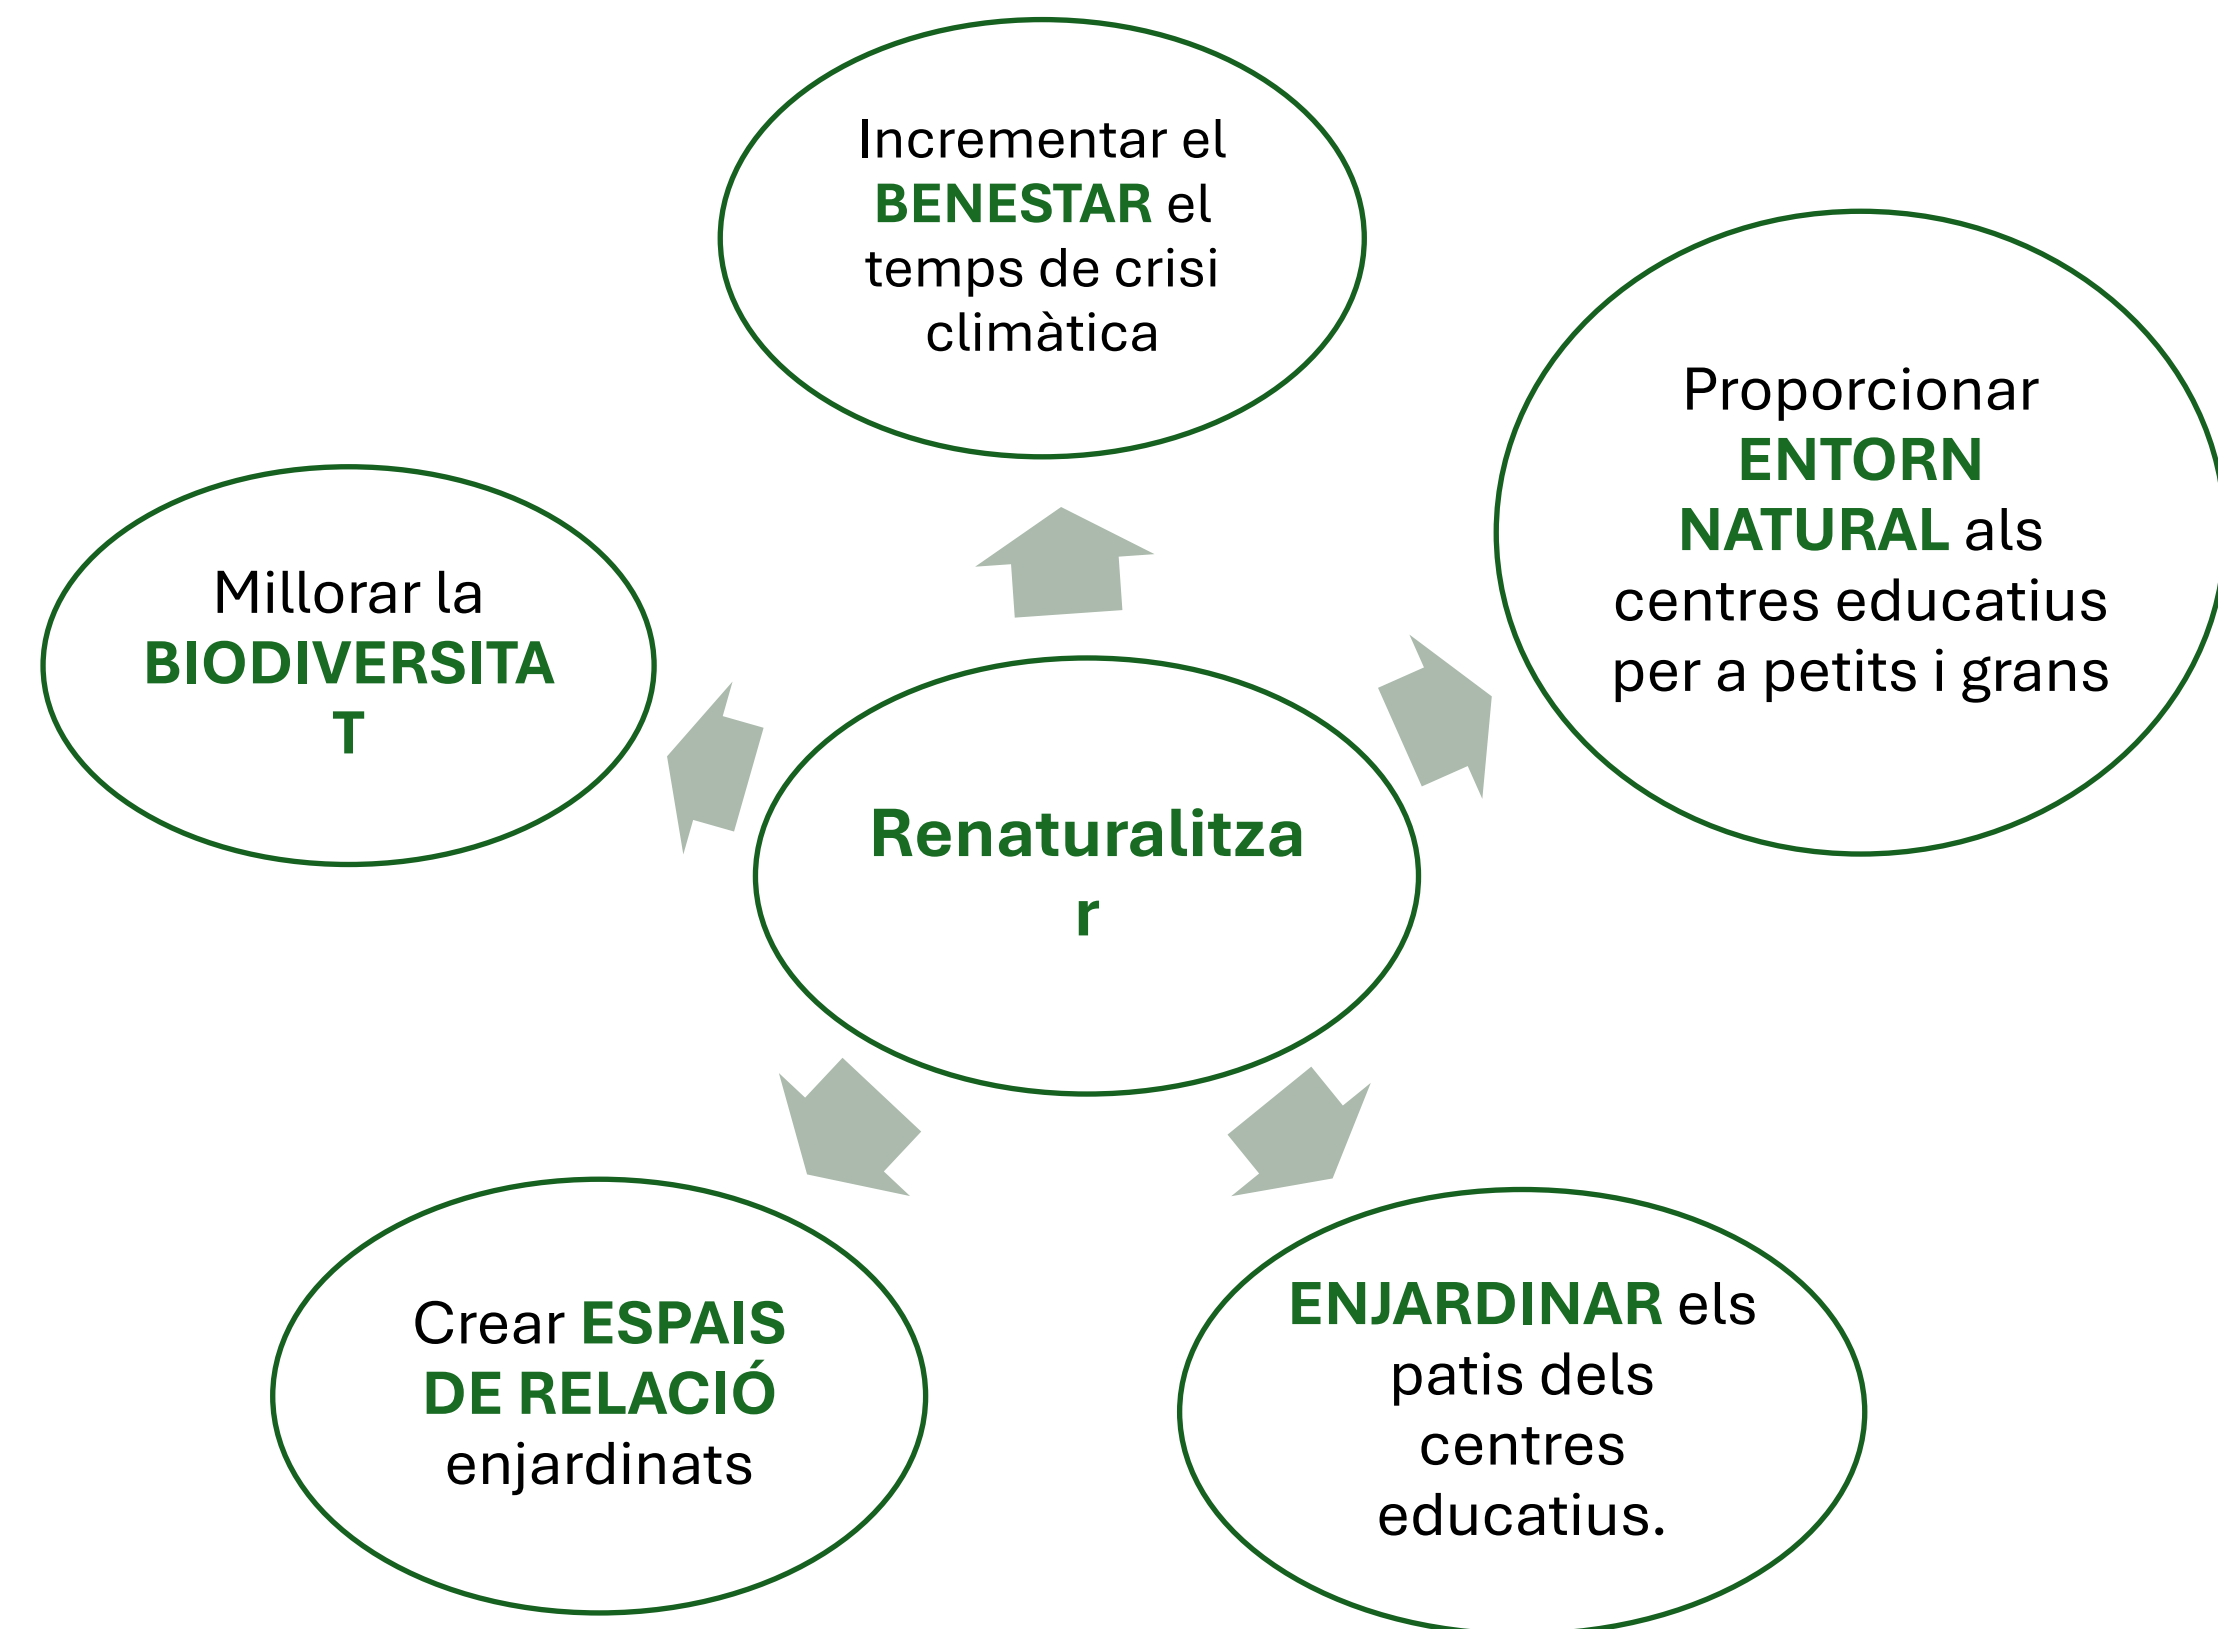 Incrementar el
BENESTAR el
temps de crisi
climàtica
Proporcionar
ENTORN
NATURAL als
centres educatius
per a petits i grans
Millorar la
BIODIVERSITA
T
Renaturalitza
r
Crear ESPAIS
DE RELACIÓ
enjardinats
ENJARDINAR els
patis dels
centres
educatius.